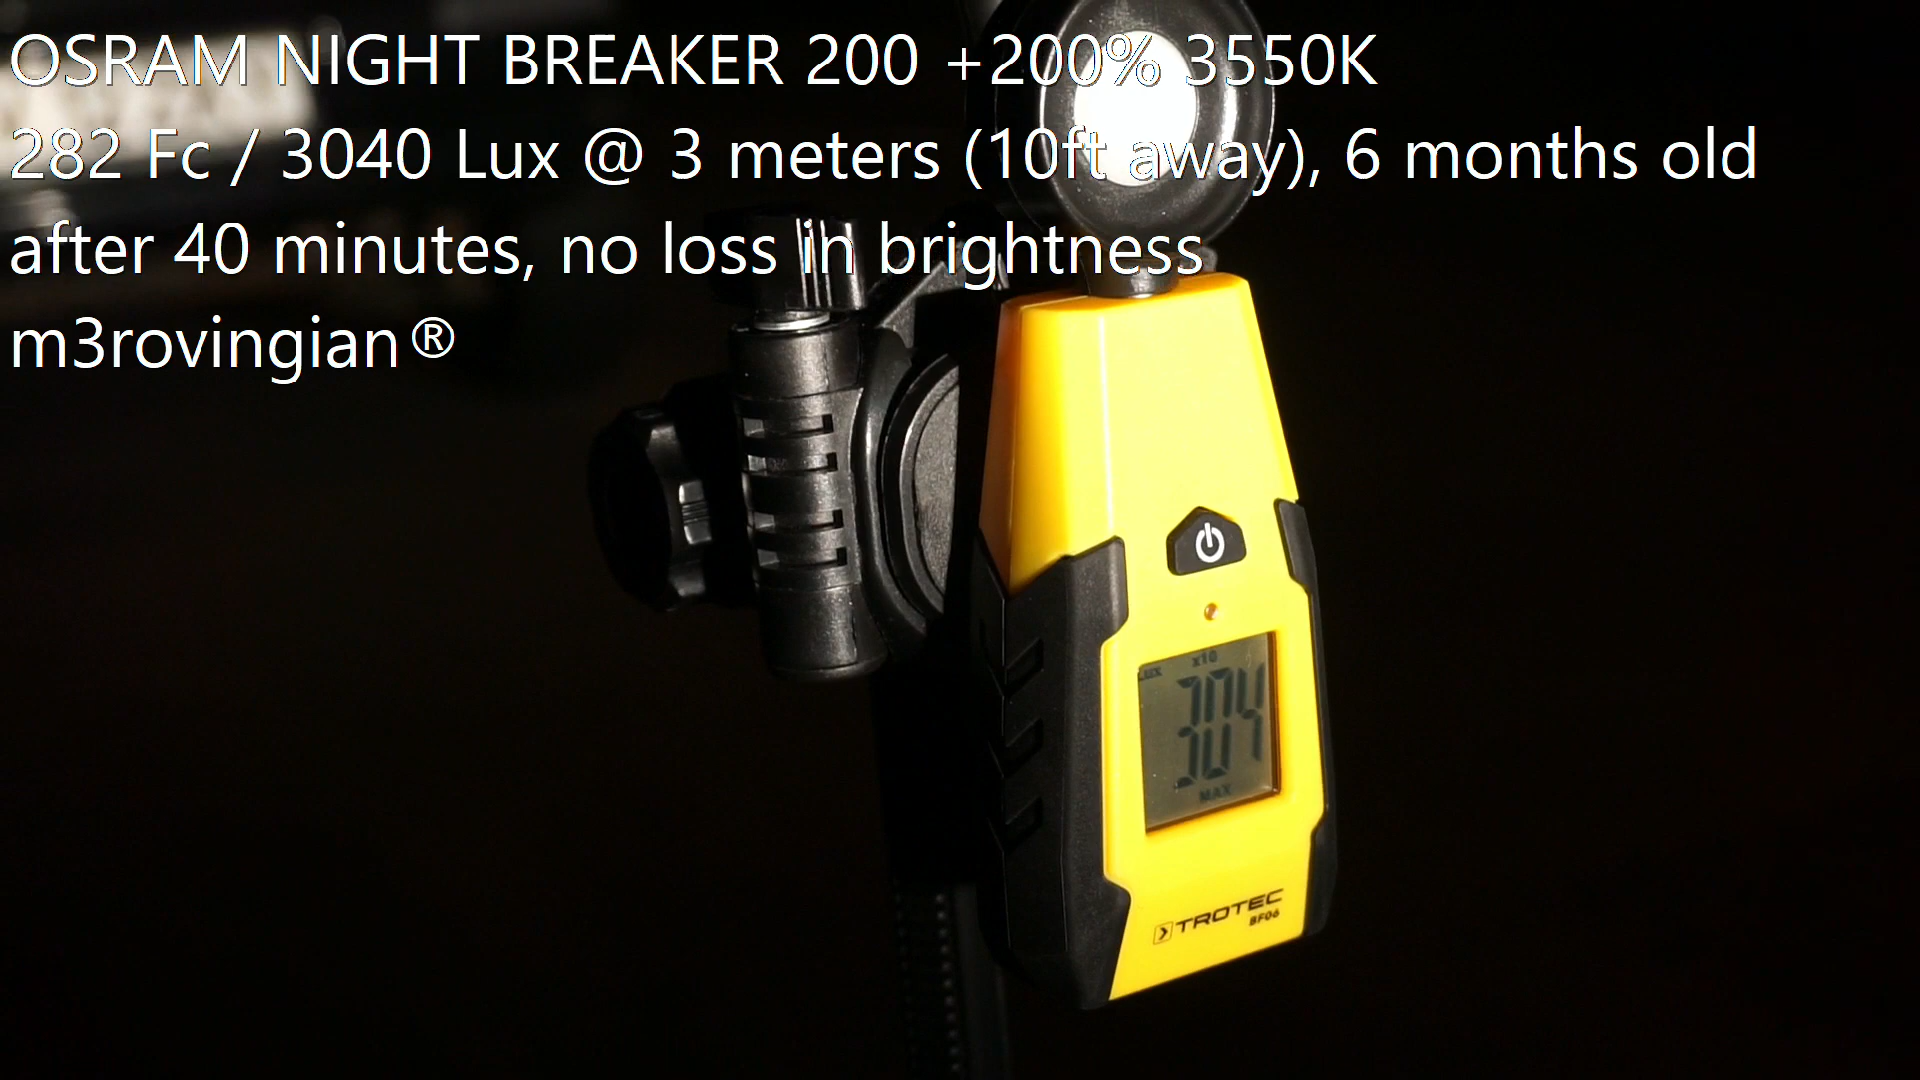 OSRAM NIGHT BREAKER 200 +200% 3550K
282 Fc / 3040 Lux @ 3 meters (10ft away), 6 months old
after 40 minutes, no loss in brightness
m3rovingian®
LUX x10
304
MAX
TROTEC
BF06